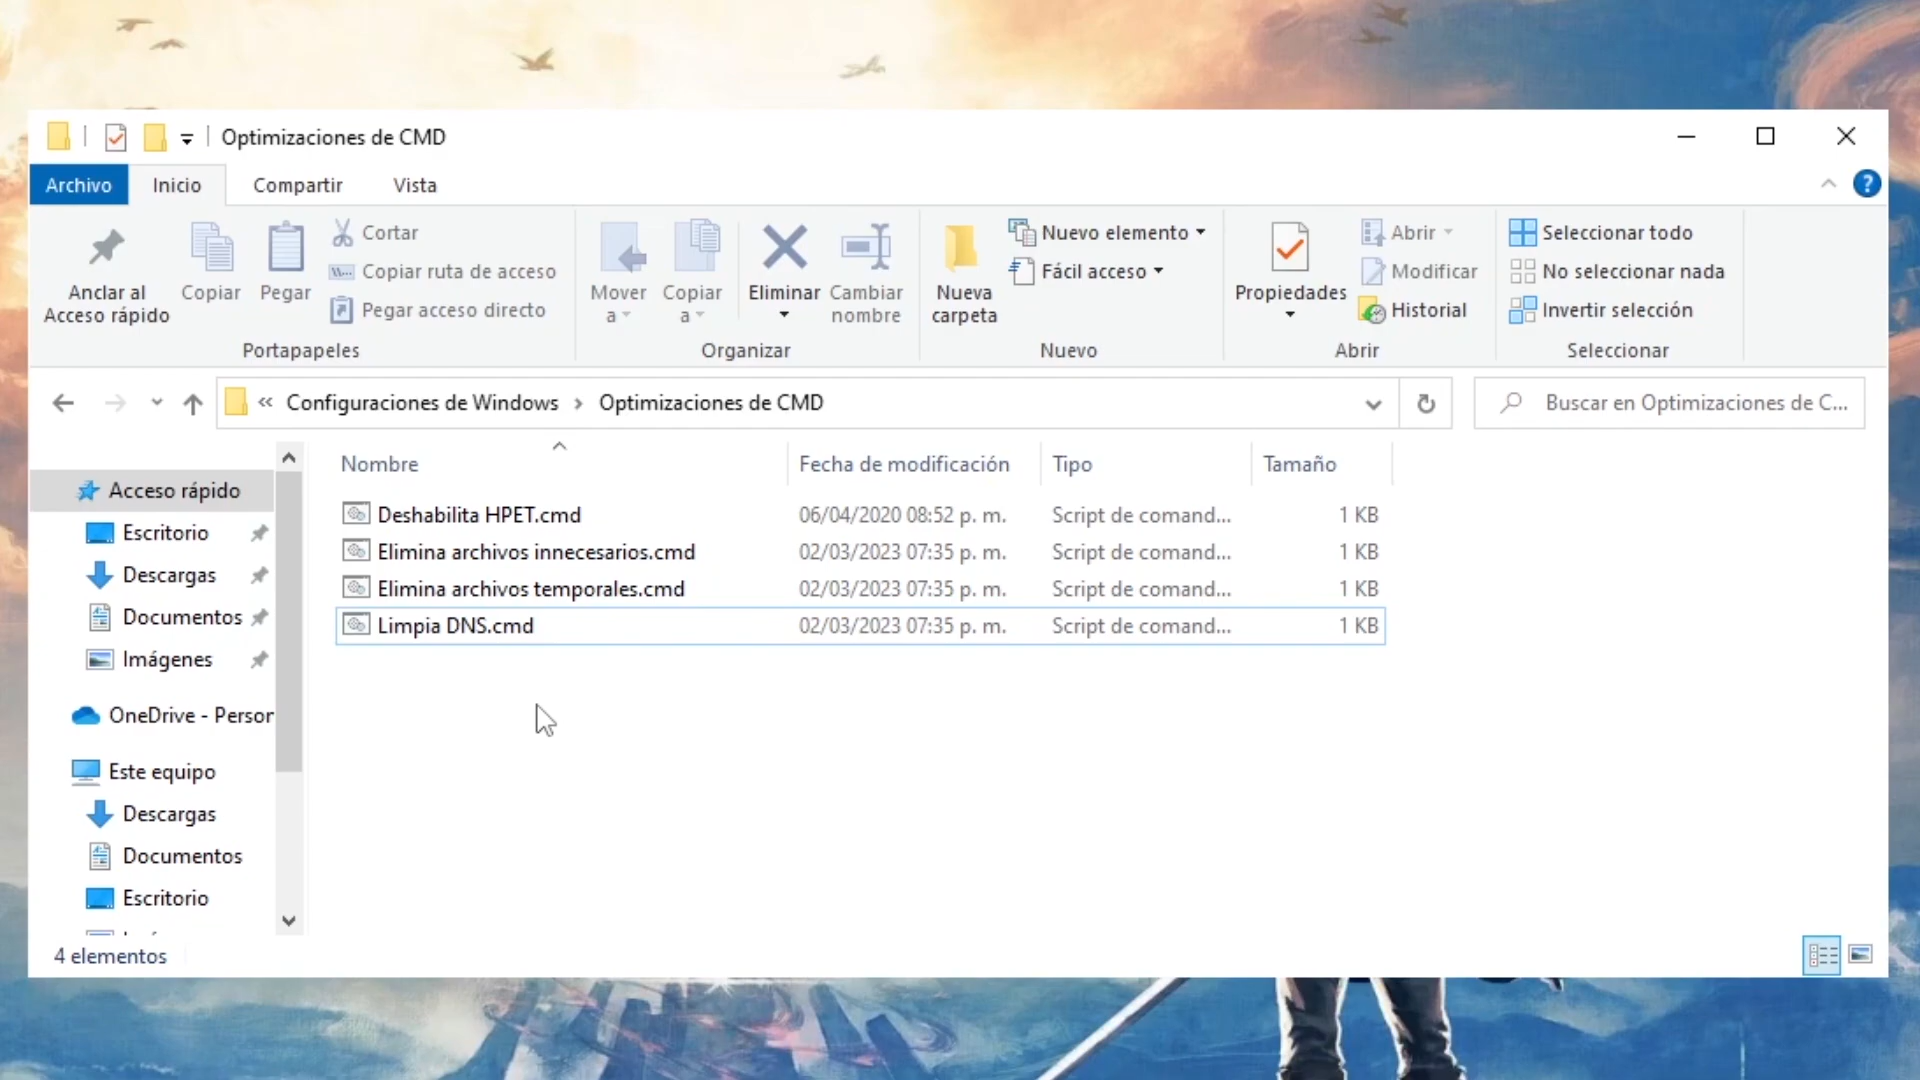 Optimizaciones de CMD
Archivo Inicio Compartir Vista
?
Anclar al
Acceso rápido
Copiar
Pegar
Cortar
Copiar ruta de acceso
Pegar acceso directo
Portapapeles
Mover
a
Copiar
a
Eliminar
Cambiar
nombre
Organizar
Nueva
carpeta
Nuevo elemento
Fácil acceso
Nuevo
Propiedades
Abrir
Modificar
Historial
Abrir
Seleccionar todo
No seleccionar nada
Invertir selección
Seleccionar
« Configuraciones de Windows › Optimizaciones de CMD
Buscar en Optimizaciones de C...
Acceso rápido
Escritorio
Descargas
Documentos
Imágenes
OneDrive - Person
Este equipo
Descargas
Documentos
Escritorio
Nombre Fecha de modificación Tipo Tamaño
Deshabilita HPET.cmd 06/04/2020 08:52 p. m. Script de comand... 1 KB
Elimina archivos innecesarios.cmd 02/03/2023 07:35 p. m. Script de comand... 1 KB
Elimina archivos temporales.cmd 02/03/2023 07:35 p. m. Script de comand... 1 KB
Limpia DNS.cmd 02/03/2023 07:35 p. m. Script de comand... 1 KB
4 elementos